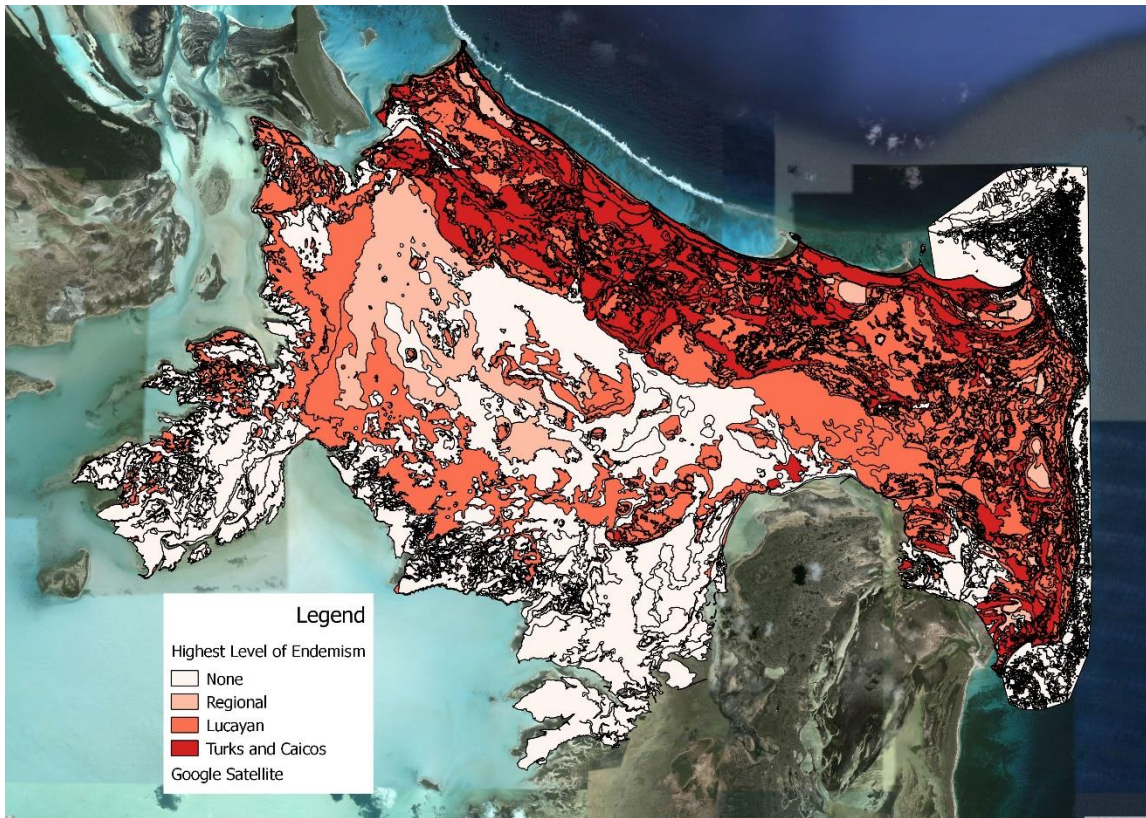 Legend
Highest Level of Endemism
None
Regional
Lucayan
Turks and Caicos
Google Satellite